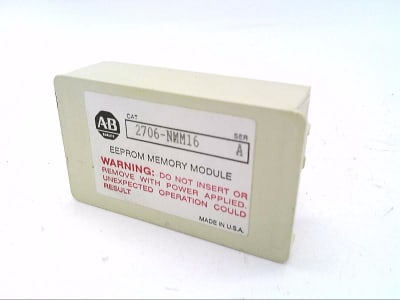 AB
CAT
2706-NMM16
SER
A
EEPROM MEMORY MODULE
WARNING: DO NOT INSERT OR
REMOVE WITH POWER APPLIED.
UNEXPECTED OPERATION COULD
RESULT
MADE IN U.S.A.